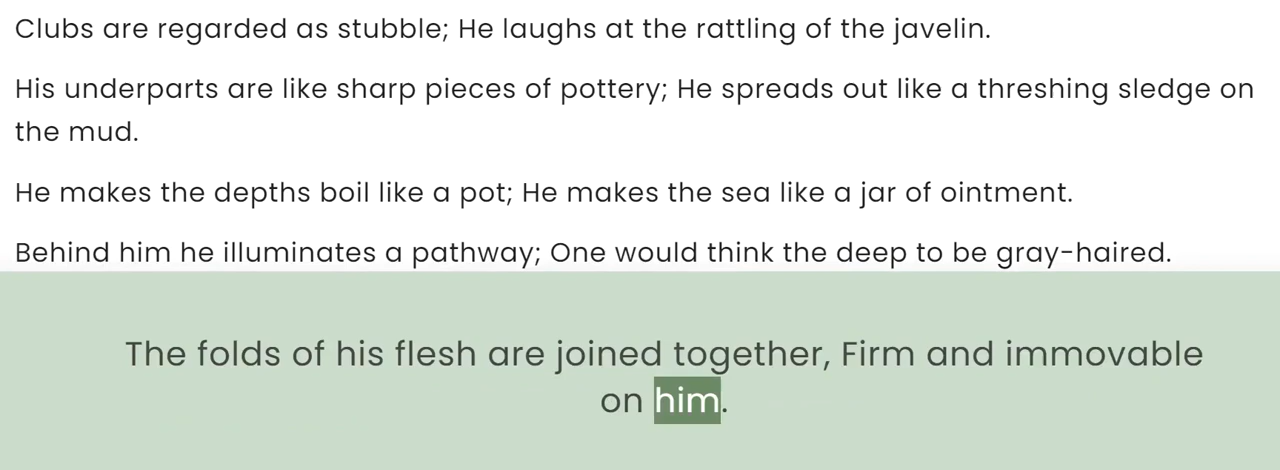 Clubs are regarded as stubble; He laughs at the rattling of the javelin.
His underparts are like sharp pieces of pottery; He spreads out like a threshing sledge on
the mud.
He makes the depths boil like a pot; He makes the sea like a jar of ointment.
Behind him he illuminates a pathway; One would think the deep to be gray-haired.
The folds of his flesh are joined together, Firm and immovable
on him.